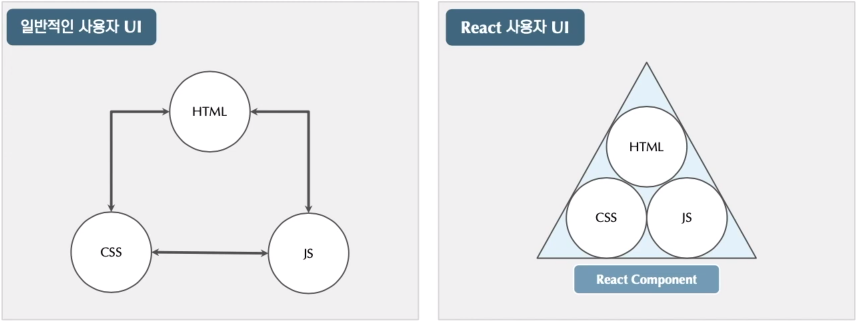 일반적인 사용자 UI
HTML
CSS
JS
React 사용자 UI
HTML
CSS
JS
React Component